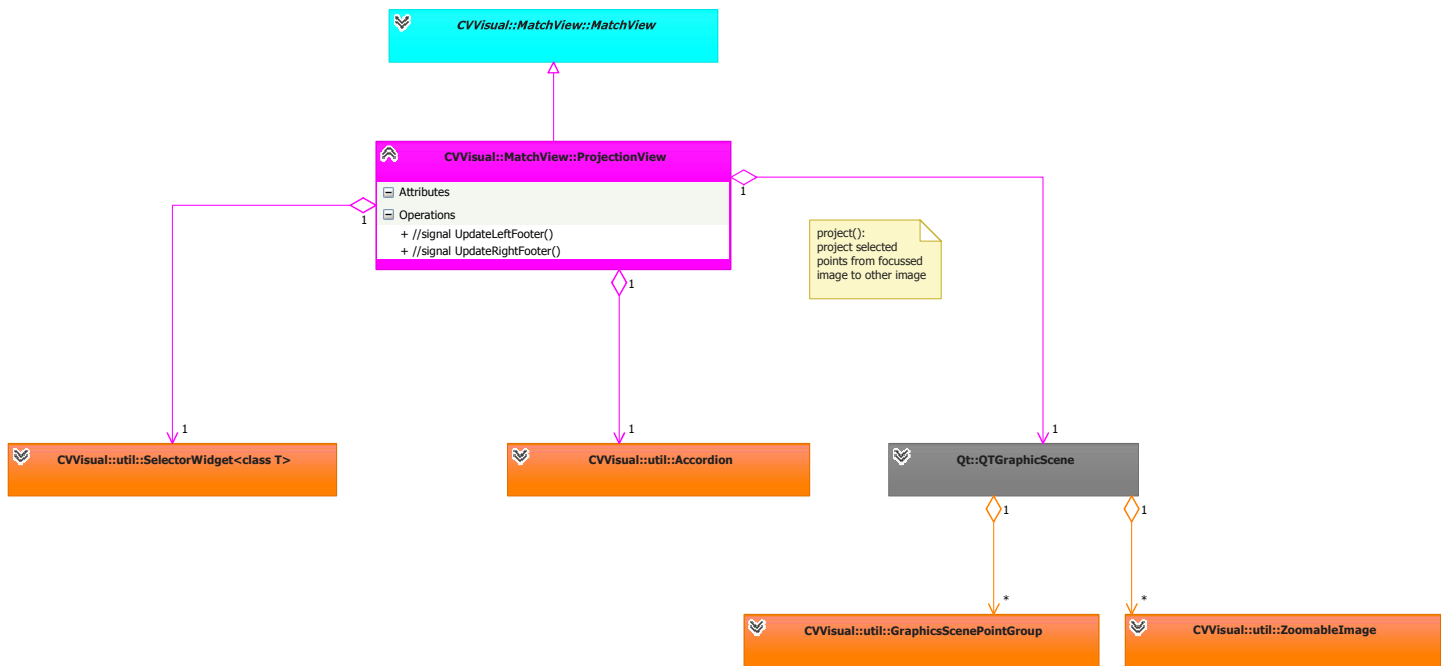 CVVisual::MatchView::MatchView
CVVisual::MatchView::ProjectionView
Attributes
Operations
+ //signal UpdateLeftFooter()
+ //signal UpdateRightFooter()
1
1
1
project():
project selected
points from focussed
image to other image
1
1
1
CVVisual::util::SelectorWidget<class T>
CVVisual::util::Accordion
Qt::QTGraphicScene
1
1
*
*
CVVisual::util::GraphicsScenePointGroup
CVVisual::util::ZoomableImage